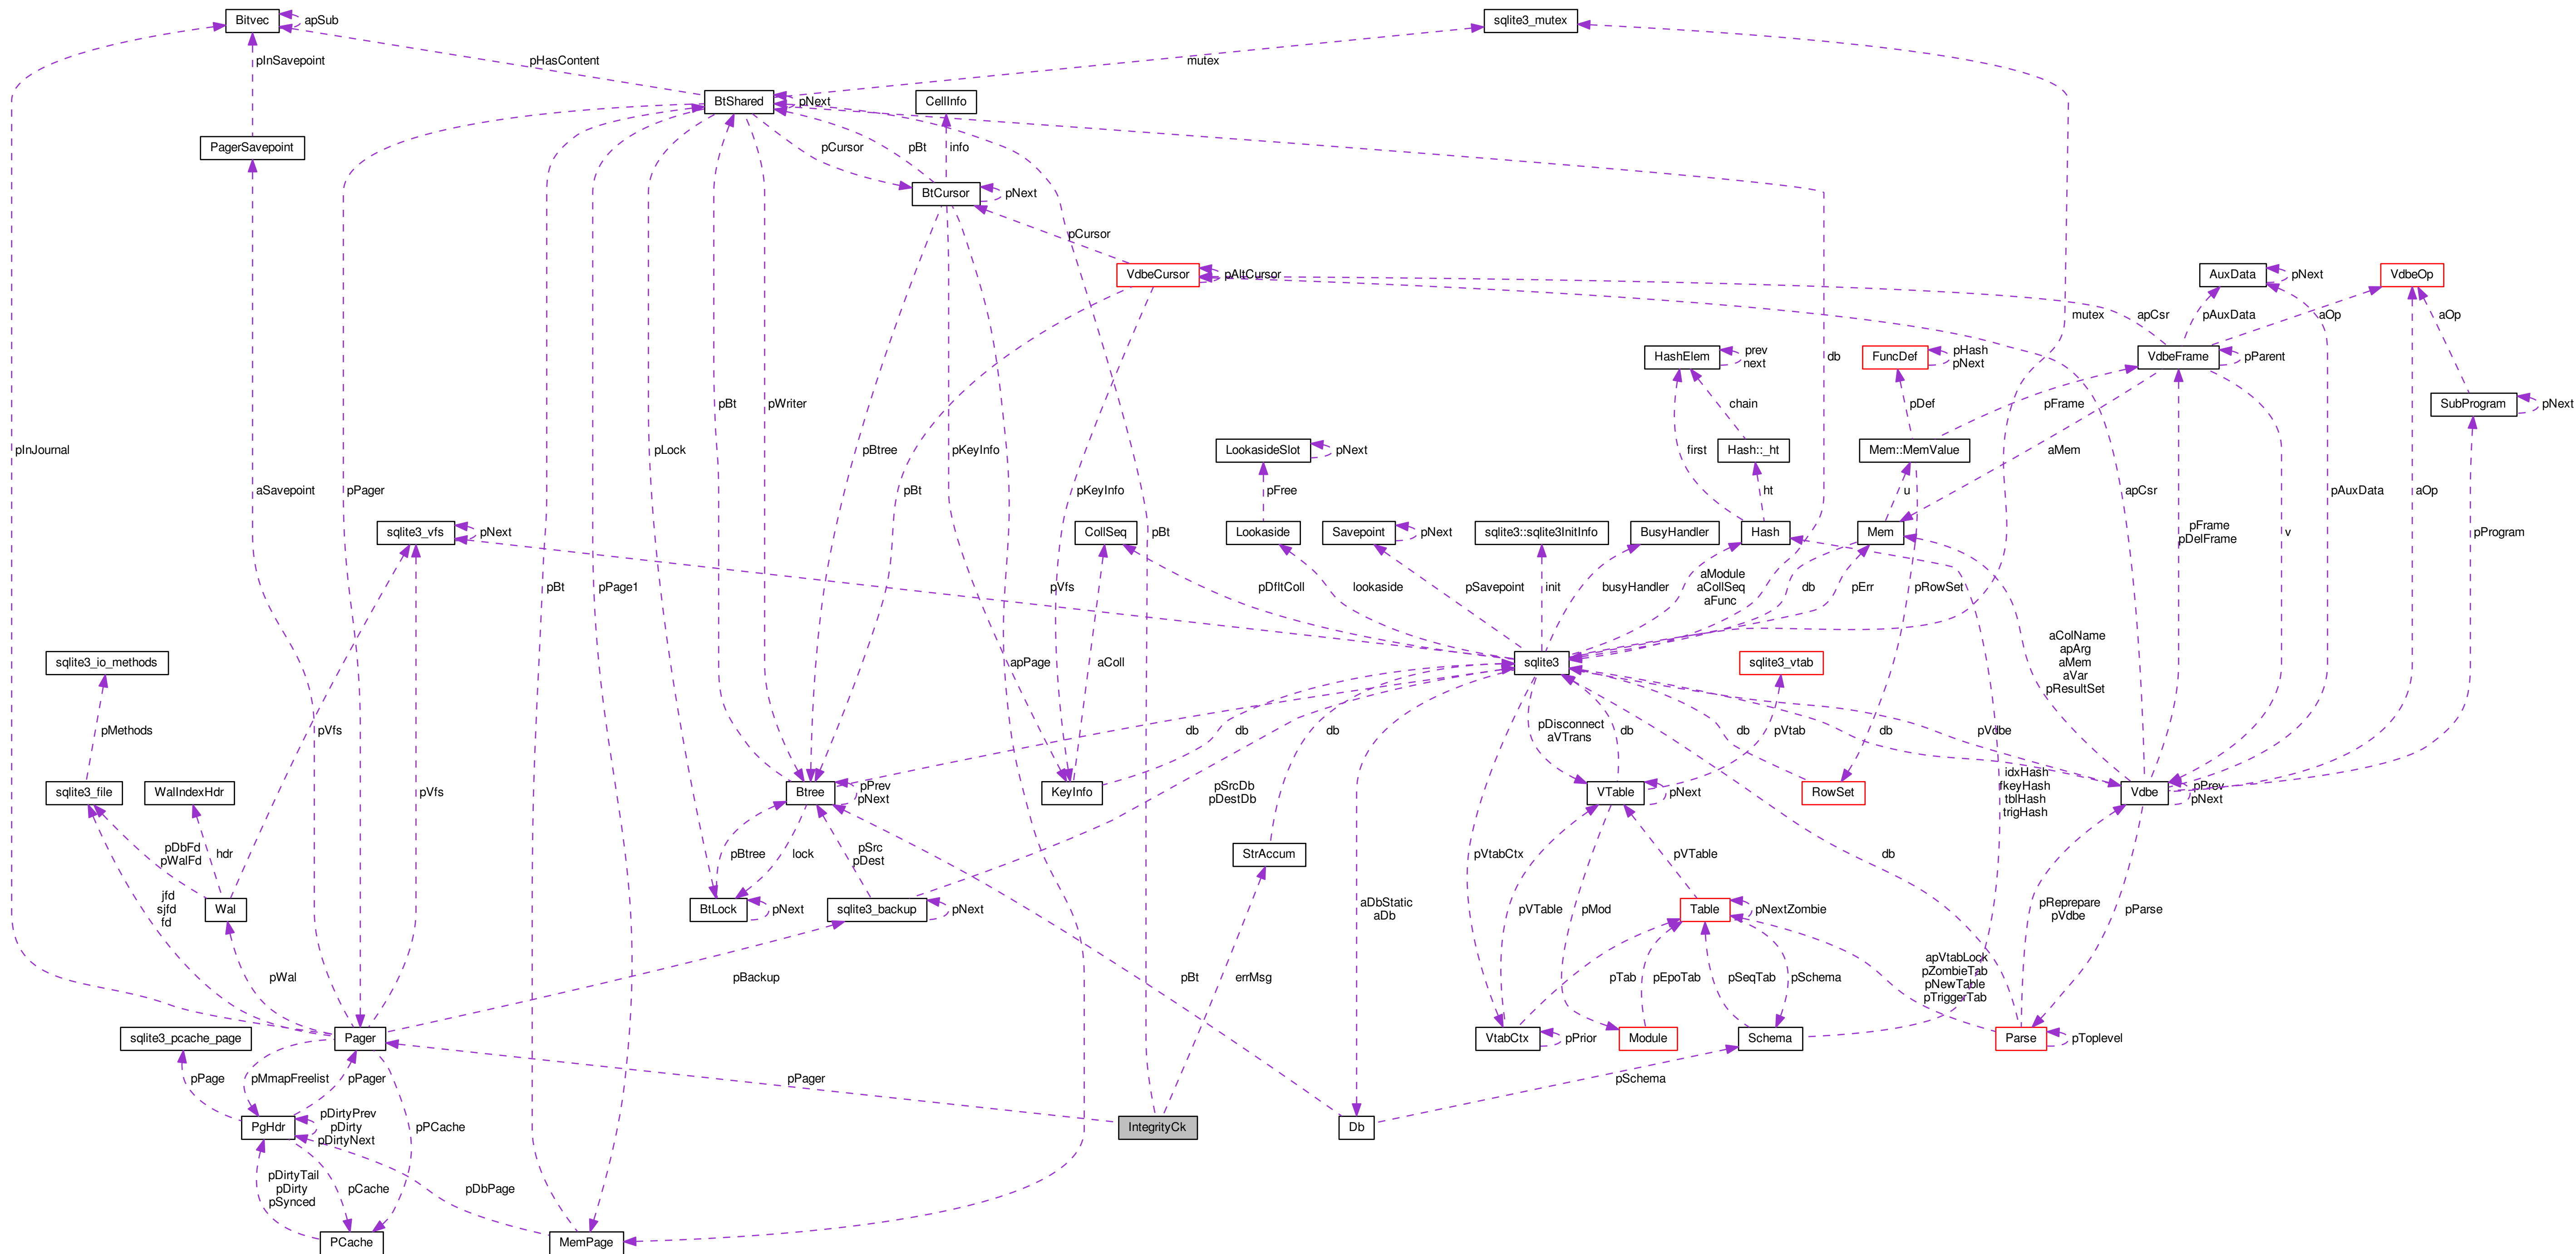 Bitvec
apSub
sqlite3_mutex
pInSavepoint
pHasContent
mutex
BtShared
pNext
CellInfo
PagerSavepoint
pCursor
pBt
info
BtCursor
pNext
pCursor
VdbeCursor
pAltCursor
AuxData
pNext
VdbeOp
mutex
apCsr
pAuxData
aOp
aOp
HashElem
prev
next
FuncDef
pHash
pNext
VdbeFrame
pParent
db
pBt
pWriter
chain
pDef
pFrame
SubProgram
pNext
pInJournal
pLock
pBtree
pKeyInfo
LookasideSlot
pNext
first
Hash::_ht
Mem::MemValue
aMem
aSavepoint
pPager
pBt
pKeyInfo
pFree
ht
u
apCsr
pAuxData
aOp
sqlite3_vfs
pNext
CollSeq
pBt
Lookaside
Savepoint
pNext
sqlite3::sqlite3InitInfo
BusyHandler
Hash
Mem
pFrame
pDelFrame
v
pProgram
pBt
pPage1
pVfs
pDfltColl
lookaside
pSavepoint
init
busyHandler
aModule
aCollSeq
aFunc
db
pErr
pRowSet
sqlite3_io_methods
apPage
aColl
sqlite3
sqlite3_vtab
aColName
apArg
aMem
aVar
pResultSet
pMethods
pVfs
db
db
db
pDisconnect
aVTrans
db
pVtab
db
pVdbe
db
sqlite3_file
WalIndexHdr
pVfs
Btree
pPrev
pNext
KeyInfo
pSrcDb
pDestDb
VTable
pNext
RowSet
idxHash
fkeyHash
tblHash
trigHash
Vdbe
pPrev
pNext
pDbFd
pWalFd
hdr
pBtree
lock
pSrc
pDest
StrAccum
pVtabCtx
pVTable
db
jfd
sjfd
fd
Wal
BtLock
pNext
sqlite3_backup
pNext
aDbStatic
aDb
pVTable
pMod
Table
pNextZombie
pReprepare
pVdbe
pParse
pWal
pBackup
pBt
errMsg
pTab
pEpoTab
pSeqTab
pSchema
apVtabLock
pZombieTab
pNewTable
pTriggerTab
sqlite3_pcache_page
Pager
VtabCtx
pPrior
Module
Schema
Parse
pToplevel
pPage
pMmapFreelist
pPager
pPager
pSchema
PgHdr
pDirtyPrev
pDirty
pDirtyNext
pPCache
IntegrityCk
Db
pDirtyTail
pDirty
pSynced
pCache
pDbPage
PCache
MemPage